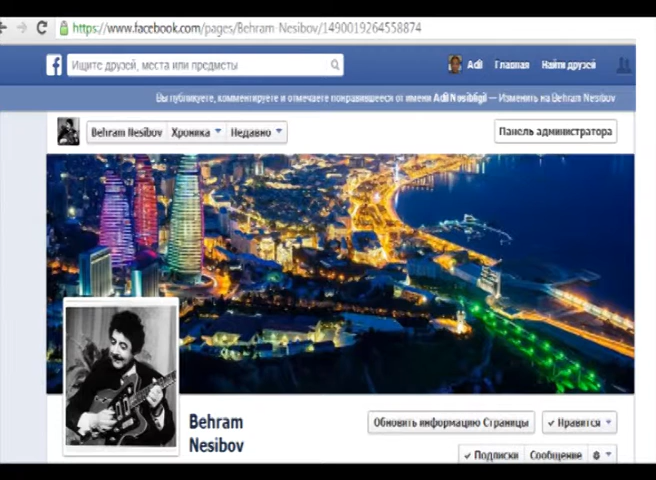 https://www.facebook.com/pages/Behram-Nesibov/1490019264558874
f Ищите друзей, места или предметы Adil Главная Найти друзей
Вы публикуете, комментируете и отмечаете понравившееся от имени Adil Nesibligil — Изменить на Behram Nesibov
Behram Nesibov Хроника Недавно Панель администратора
Behram
Nesibov
Обновить информацию Страницы ✓ Нравится
✓ Подписки Сообщение